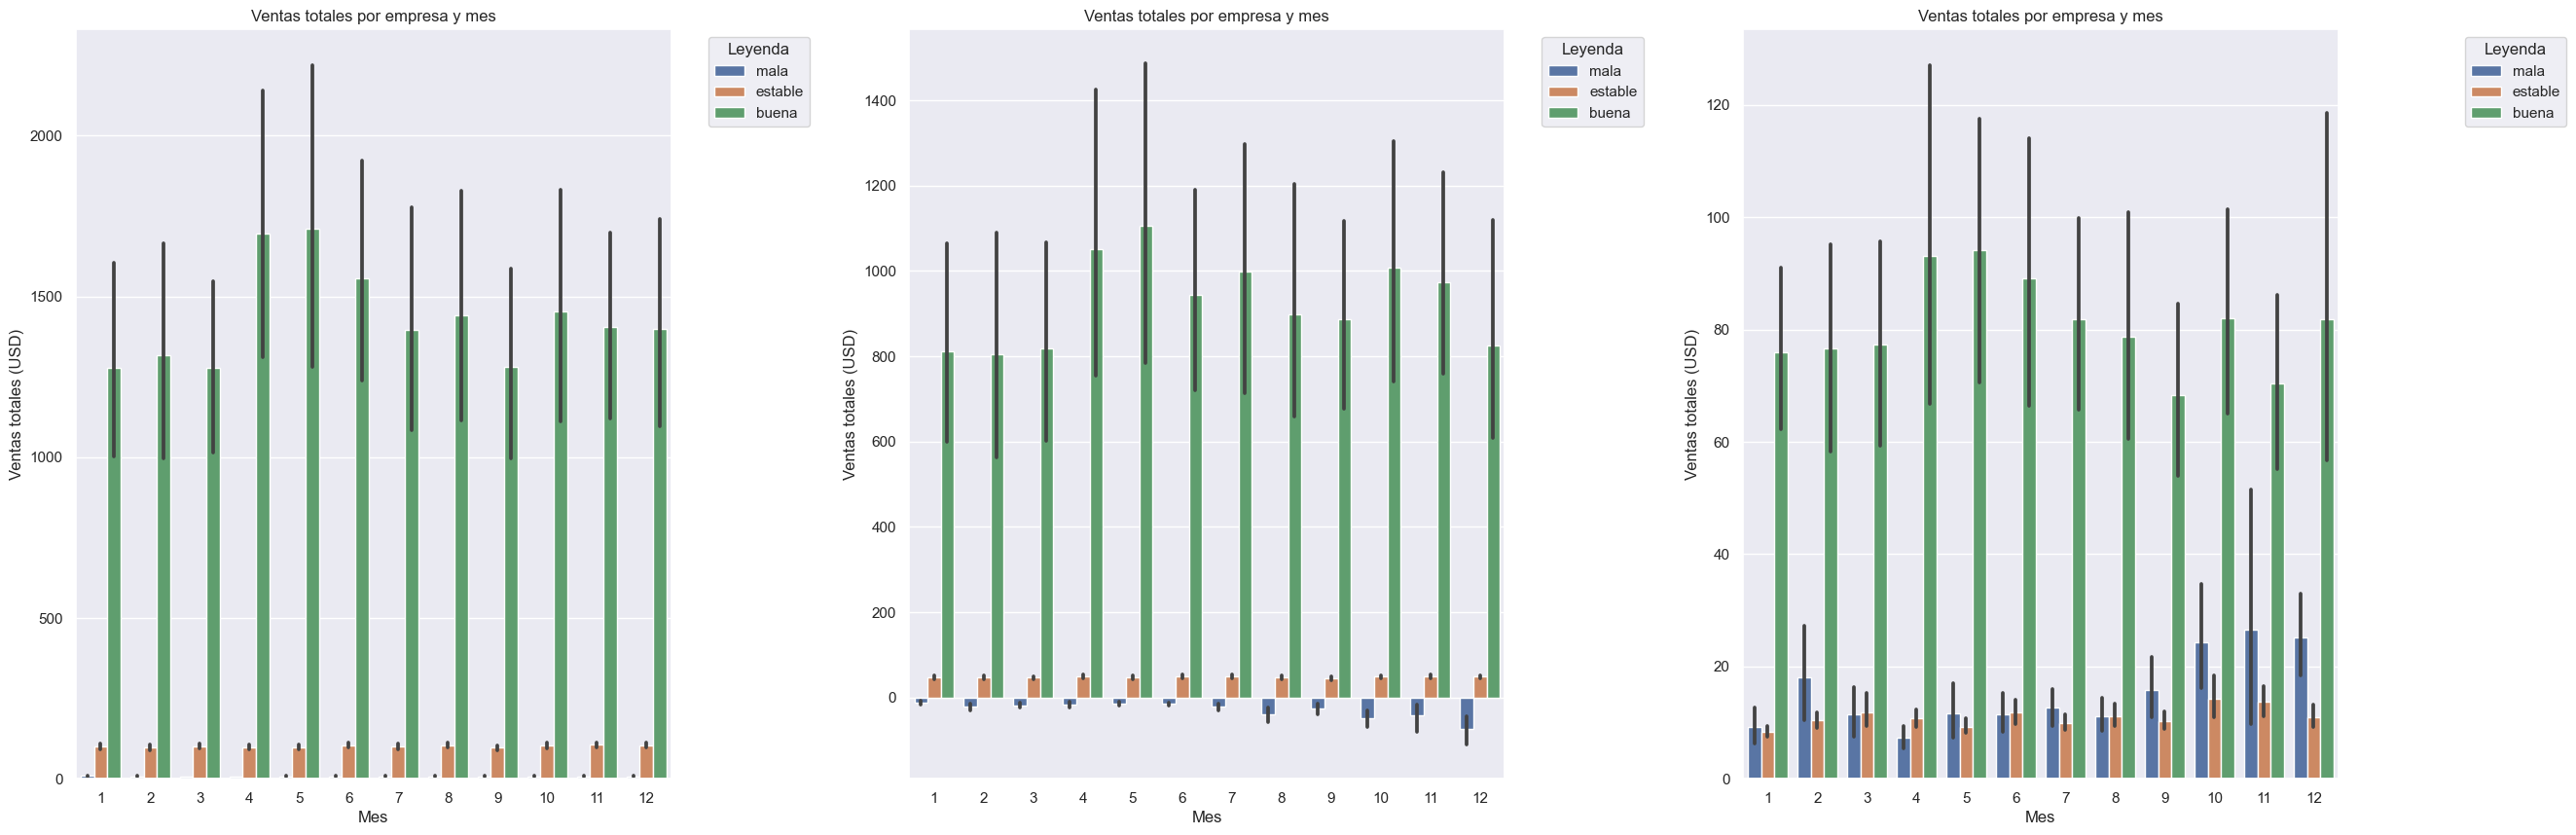 Ventas totales por empresa y mes
Ventas totales (USD)
2000
1500
1000
500
0
1 2 3 4 5 6 7 8 9 10 11 12
Mes
Leyenda
mala
estable
buena
Ventas totales por empresa y mes
Ventas totales (USD)
1400
1200
1000
800
600
400
200
0
1 2 3 4 5 6 7 8 9 10 11 12
Mes
Leyenda
mala
estable
buena
Ventas totales por empresa y mes
Ventas totales (USD)
120
100
80
60
40
20
0
1 2 3 4 5 6 7 8 9 10 11 12
Mes
Leyenda
mala
estable
buena